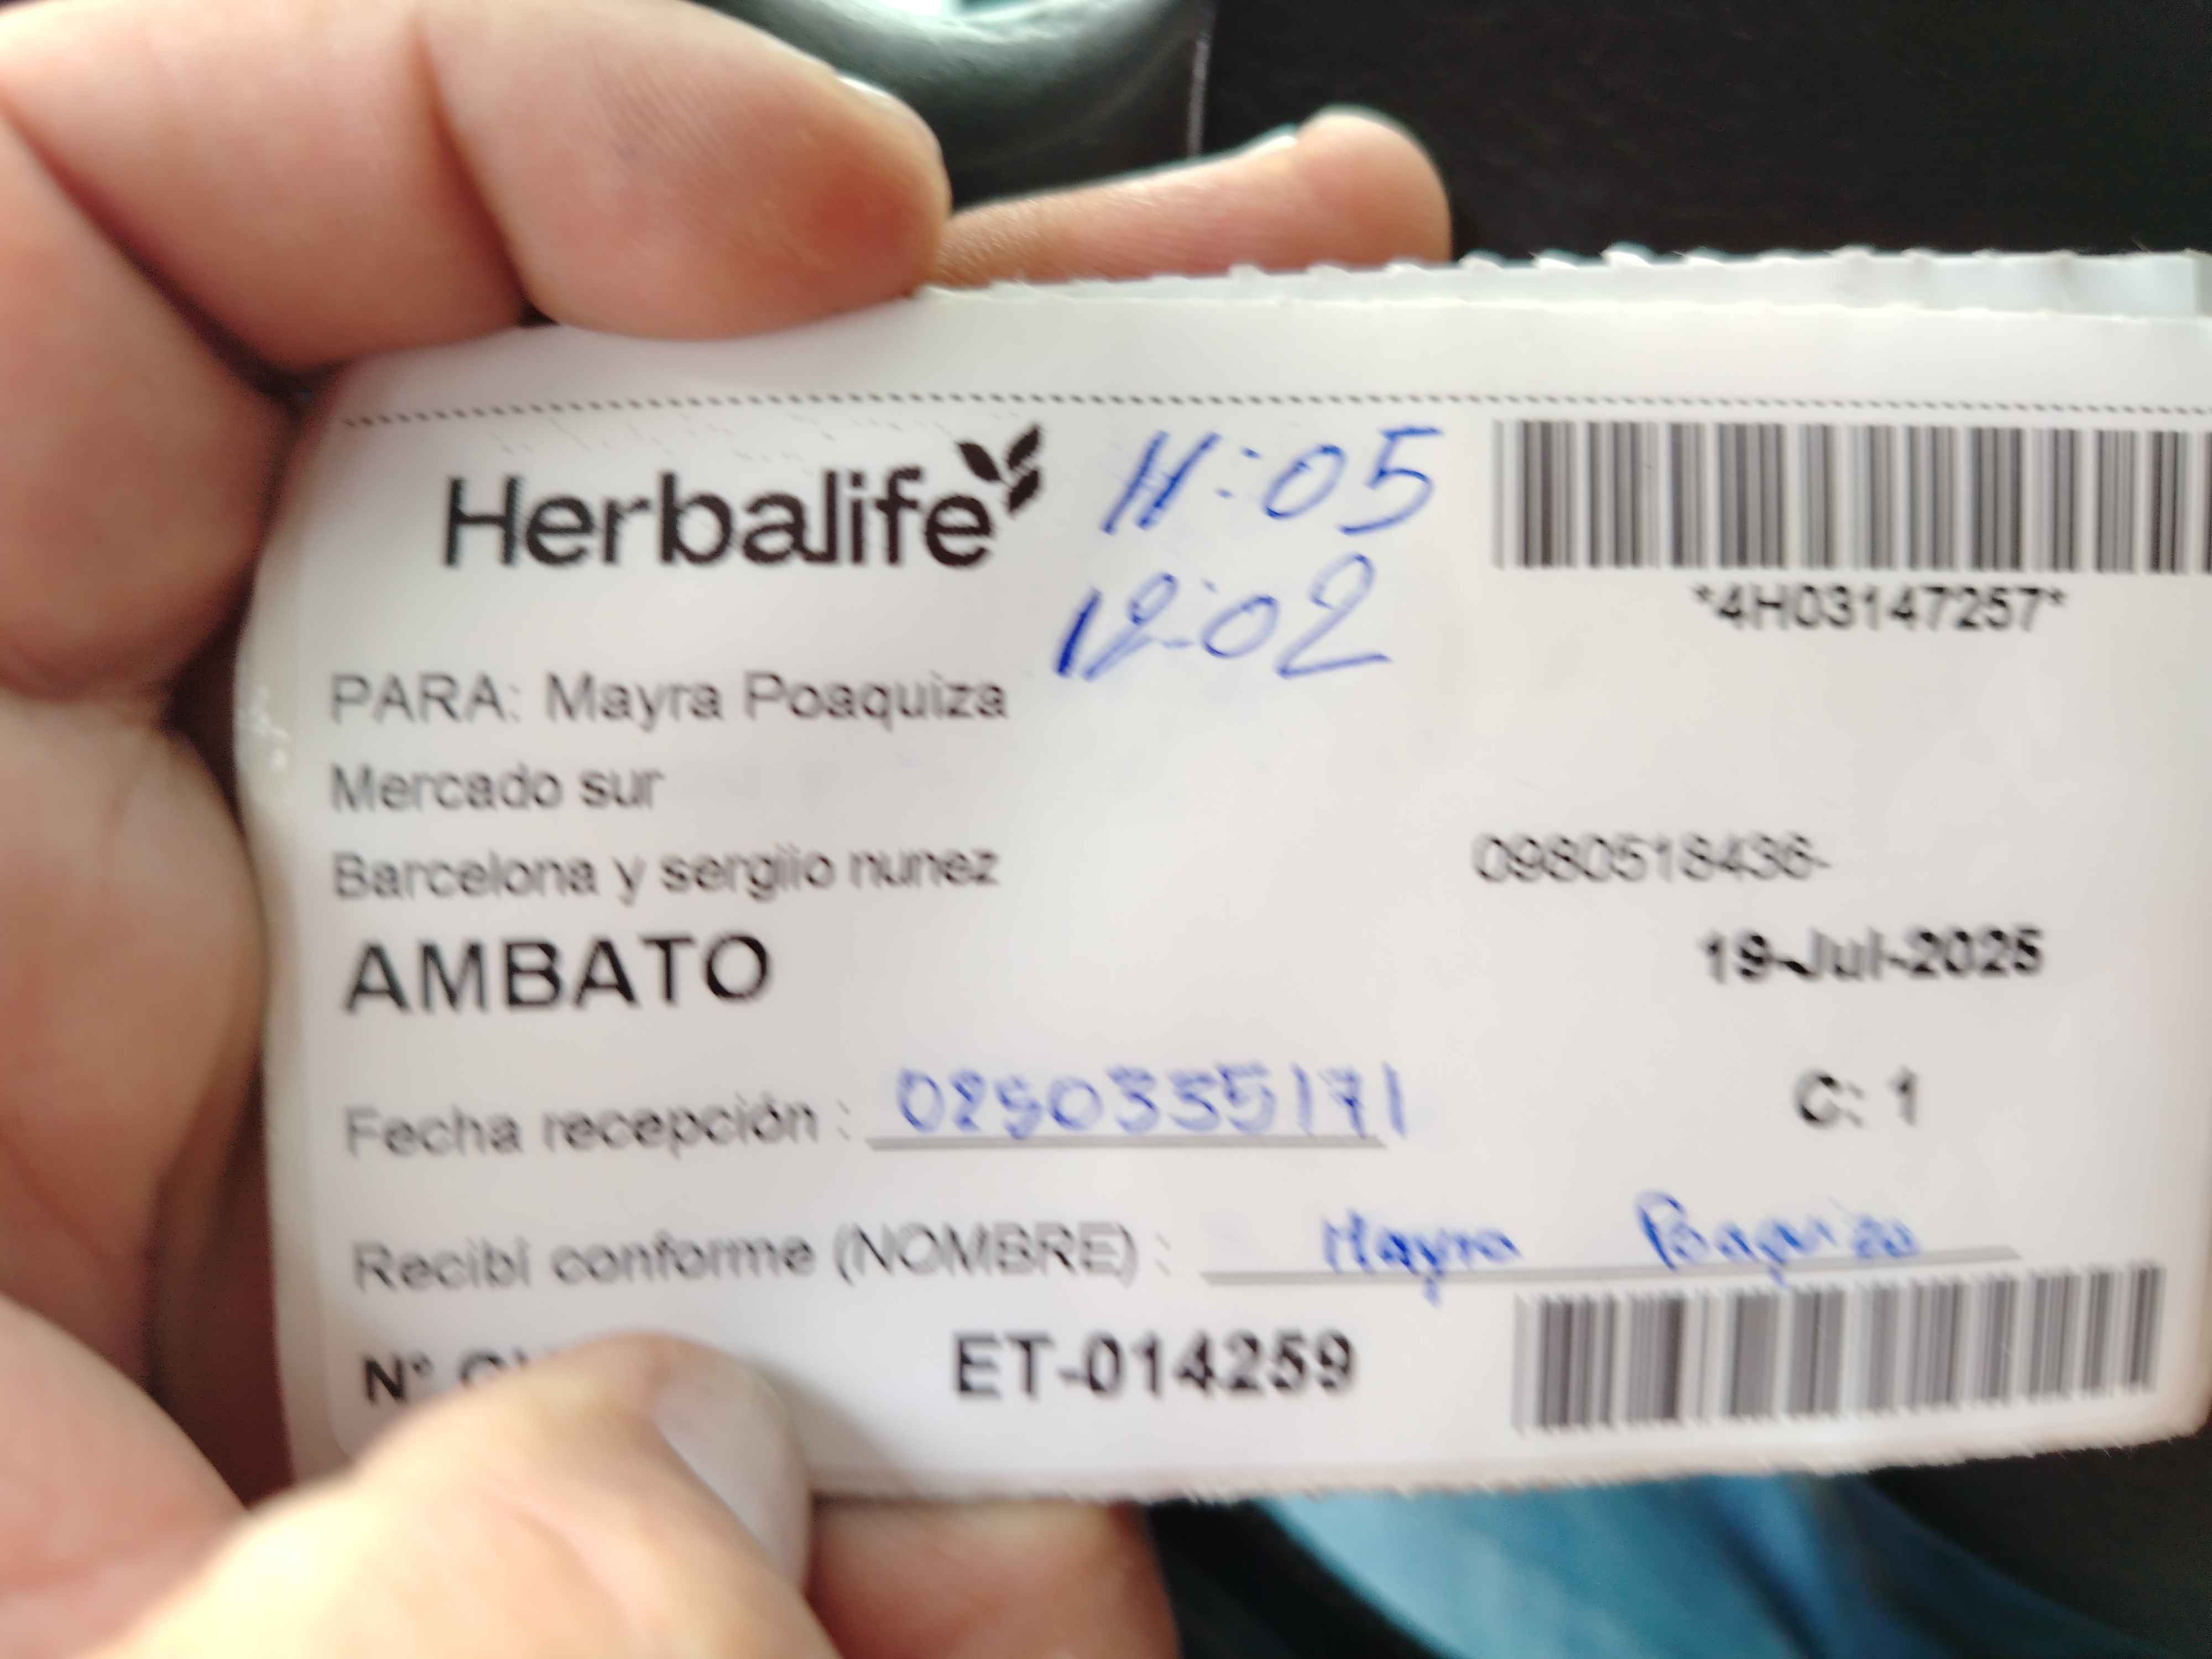 Herbalife
11:05
12:02
*4H03147257*
PARA: Mayra Poaquiza
Mercado sur
Barcelona y sergiio nunez
0980518436-
AMBATO
19-Jul-2025
Fecha recepción :
C: 1
Recibí conforme (NOMBRE) : Mayra Poaquiza
N°
ET-014259